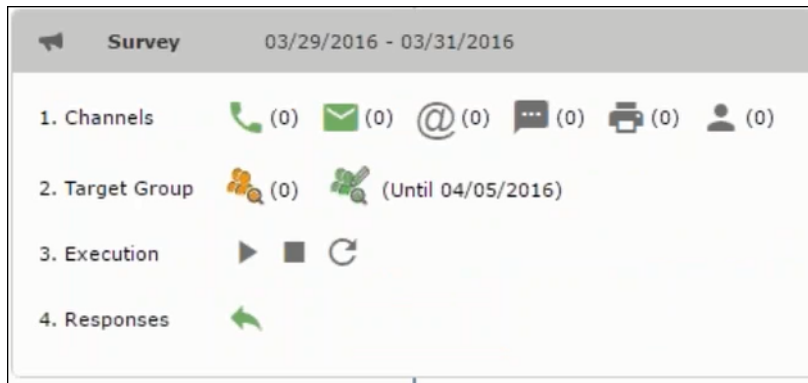 Survey 03/29/2016 - 03/31/2016
1. Channels (0) (0) @ (0) (0) (0) (0)
2. Target Group (0) (Until 04/05/2016)
3. Execution
4. Responses